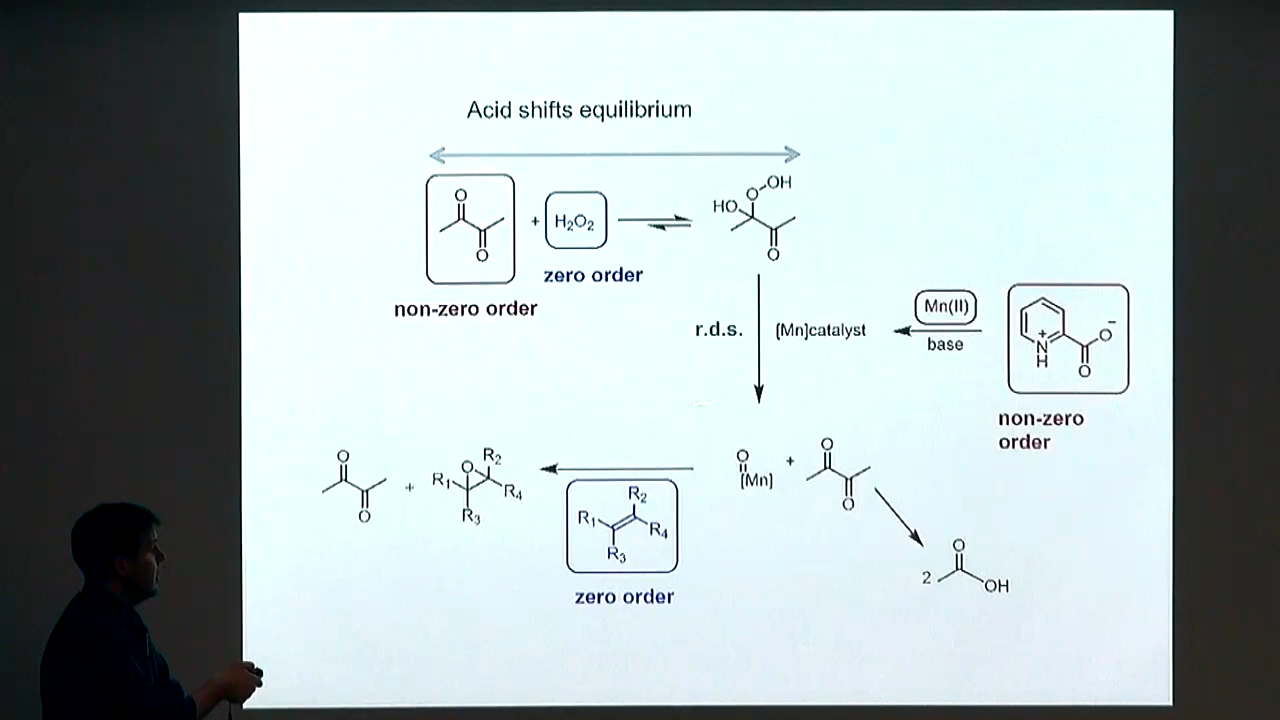 Acid shifts equilibrium
O
O
+
H₂O₂
HO
O
OH
O
zero order
non-zero order
r.d.s.
[Mn]catalyst
Mn(II)
base
N
+
H
O
-
O
non-zero
order
O
O
+
R₁
O
R₂
R₄
R₃
R₁
R₂
R₄
R₃
zero order
O
[Mn]
+
O
O
2
O
OH